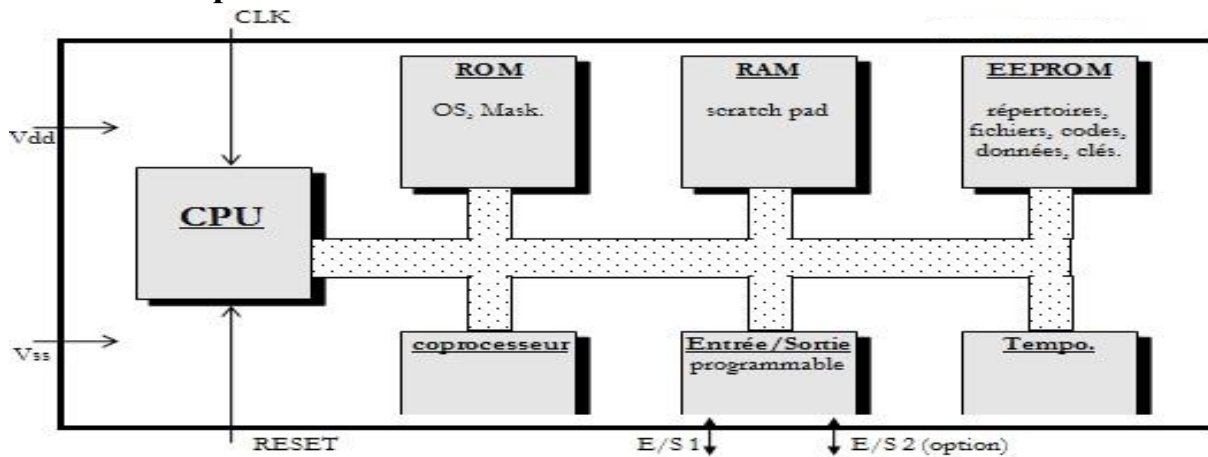 CLK
ROM
OS, Mask.
RAM
scratch pad
EEPROM
répertoires,
fichiers, codes,
données, clés.
Vdd
CPU
Vss
coprocesseur
Entrée/Sortie
programmable
Tempo.
RESET
E/S 1
E/S 2 (option)